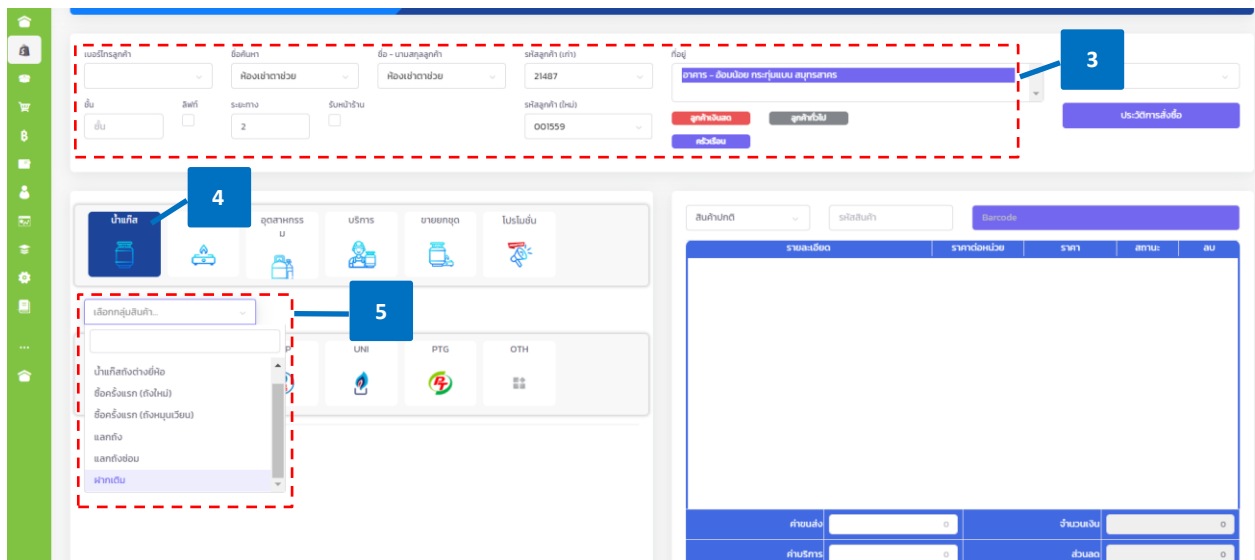 เบอร์โทรลูกค้า ชื่อค้นหา ชื่อ - นามสกุลลูกค้า รหัสลูกค้า (เก่า) ที่อยู่
ห้องเช่าตาช่วย ห้องเช่าตาช่วย 21487 อาคาร - อ้อมน้อย กระทุ่มแบน สมุทรสาคร
3
ชั้น ลิฟท์ ระยะทาง รับหน้าร้าน รหัสลูกค้า (ใหม่)
ชั้น 2 001559
ลูกค้าเงินสด ลูกค้าทั่วไป ประวัติการสั่งซื้อ
ครัวเรือน
4
น้ำแก๊ส อุตสาหกรรม บริการ ขายยกชุด โปรโมชั่น
สินค้าปกติ รหัสสินค้า Barcode
รายละเอียด ราคาต่อหน่วย ราคา สถานะ ลบ
5
เลือกกลุ่มสินค้า...
P UNI PTG OTH
น้ำแก๊สถังต่างยี่ห้อ
ซื้อครั้งแรก (ถังใหม่)
ซื้อครั้งแรก (ถังหมุนเวียน)
แลกถัง
แลกถังซ่อม
ฝากเติม
ค่าขนส่ง 0 จำนวนเงิน 0
ค่าบริการ 0 ส่วนลด 0